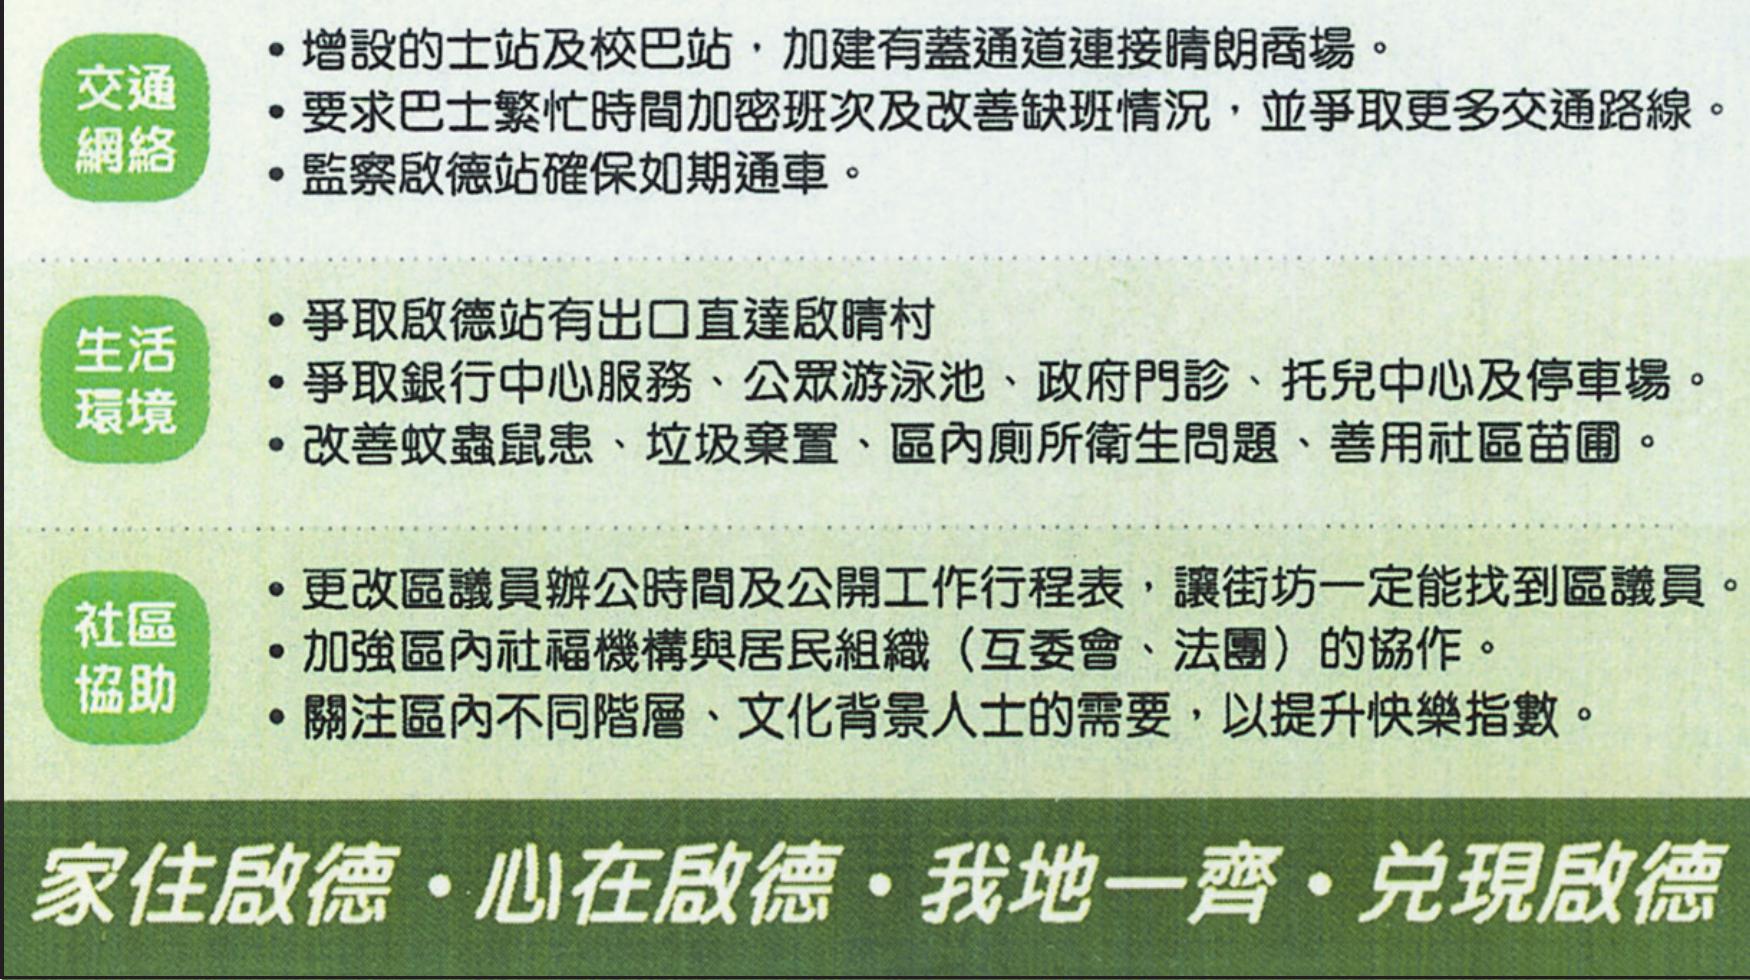 交通
網絡
• 增設的士站及校巴站，加建有蓋通道連接晴朗商場。
• 要求巴士繁忙時間加密班次及改善缺班情況，並爭取更多交通路線。
• 監察啟德站確保如期通車。
生活
環境
• 爭取啟德站有出口直達啟晴村
• 爭取銀行中心服務、公眾游泳池、政府門診、托兒中心及停車場。
• 改善蚊蟲鼠患、垃圾棄置、區內廁所衛生問題、善用社區苗圃。
社區
協助
• 更改區議員辦公時間及公開工作行程表，讓街坊一定能找到區議員。
• 加強區內社福機構與居民組織（互委會、法團）的協作。
• 關注區內不同階層、文化背景人士的需要，以提升快樂指數。
家住啟德・心在啟德・我地一齊・兌現啟德